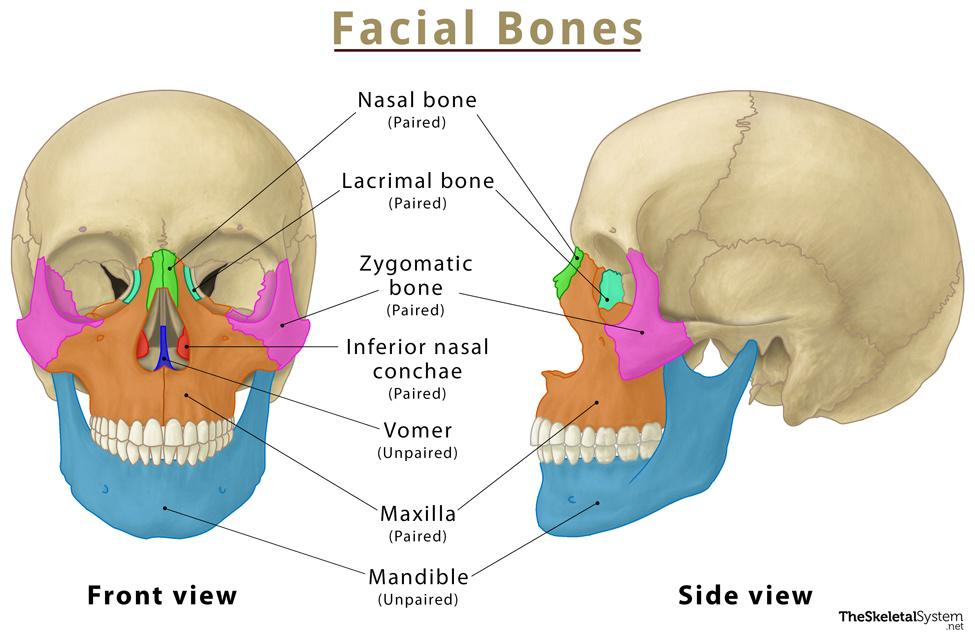 Facial Bones
Nasal bone
(Paired)
Lacrimal bone
(Paired)
Zygomatic
bone
(Paired)
Inferior nasal
conchae
(Paired)
Vomer
(Unpaired)
Maxilla
(Paired)
Mandible
(Unpaired)
Front view
Side view
TheSkeletalSystem
.net